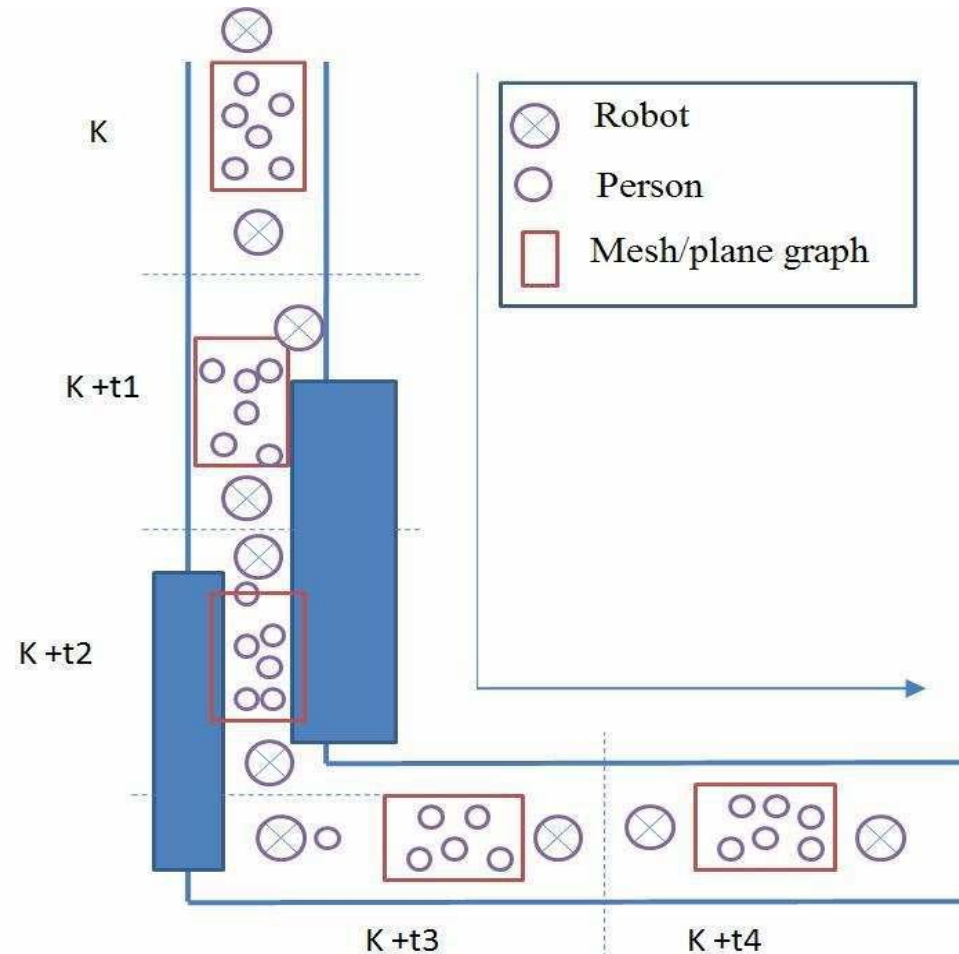 K
Robot
Person
Mesh/plane graph
K +t1
K +t2
K +t3
K +t4